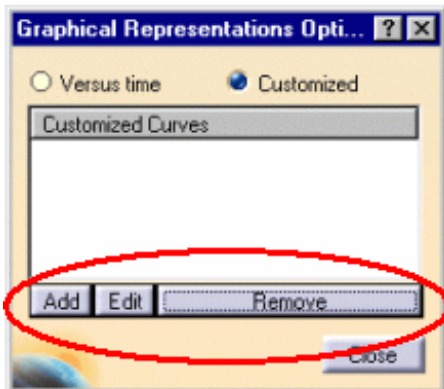 Graphical Representations Opti... ? X
Versus time Customized
Customized Curves
Add Edit Remove
Close